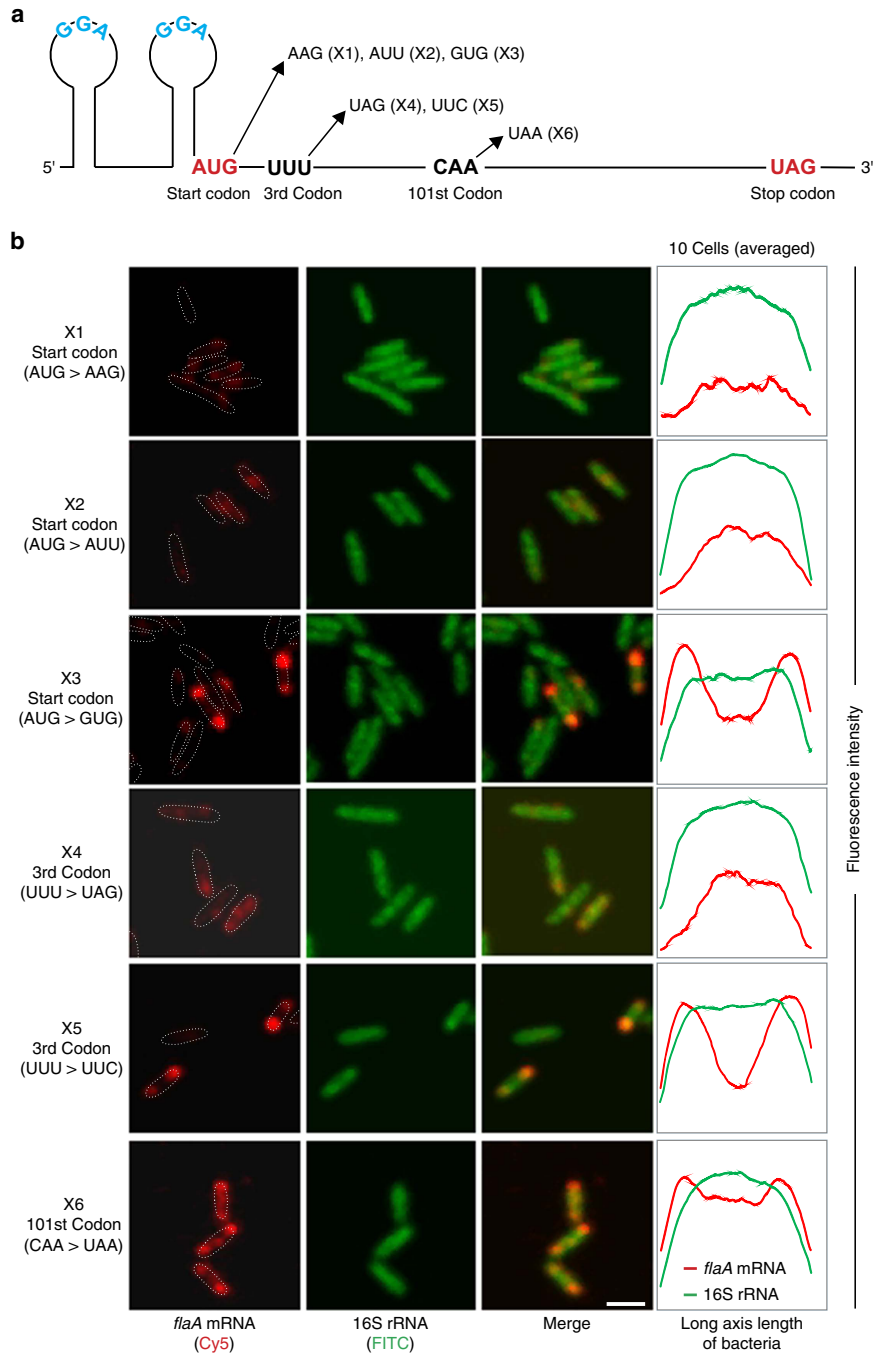 a
GGA GGA
AAG (X1), AUU (X2), GUG (X3)
UAG (X4), UUC (X5)
UAA (X6)
5' AUG UUU CAA UAG 3'
Start codon 3rd Codon 101st Codon Stop codon
b
10 Cells (averaged)
X1
Start codon
(AUG > AAG)
X2
Start codon
(AUG > AUU)
X3
Start codon
(AUG > GUG)
X4
3rd Codon
(UUU > UAG)
X5
3rd Codon
(UUU > UUC)
X6
101st Codon
(CAA > UAA)
Fluorescence intensity
flaA mRNA
16S rRNA
flaA mRNA
(Cy5)
16S rRNA
(FITC)
Merge
Long axis length
of bacteria